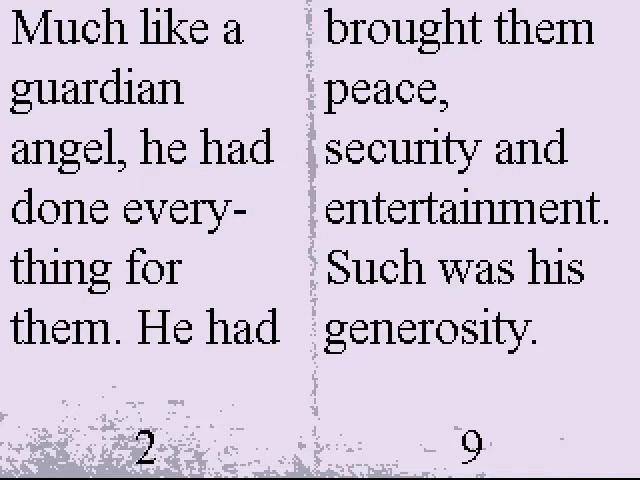 Much like a
guardian
angel, he had
done every-
thing for
them. He had
2
brought them
peace,
security and
entertainment.
Such was his
generosity.
9